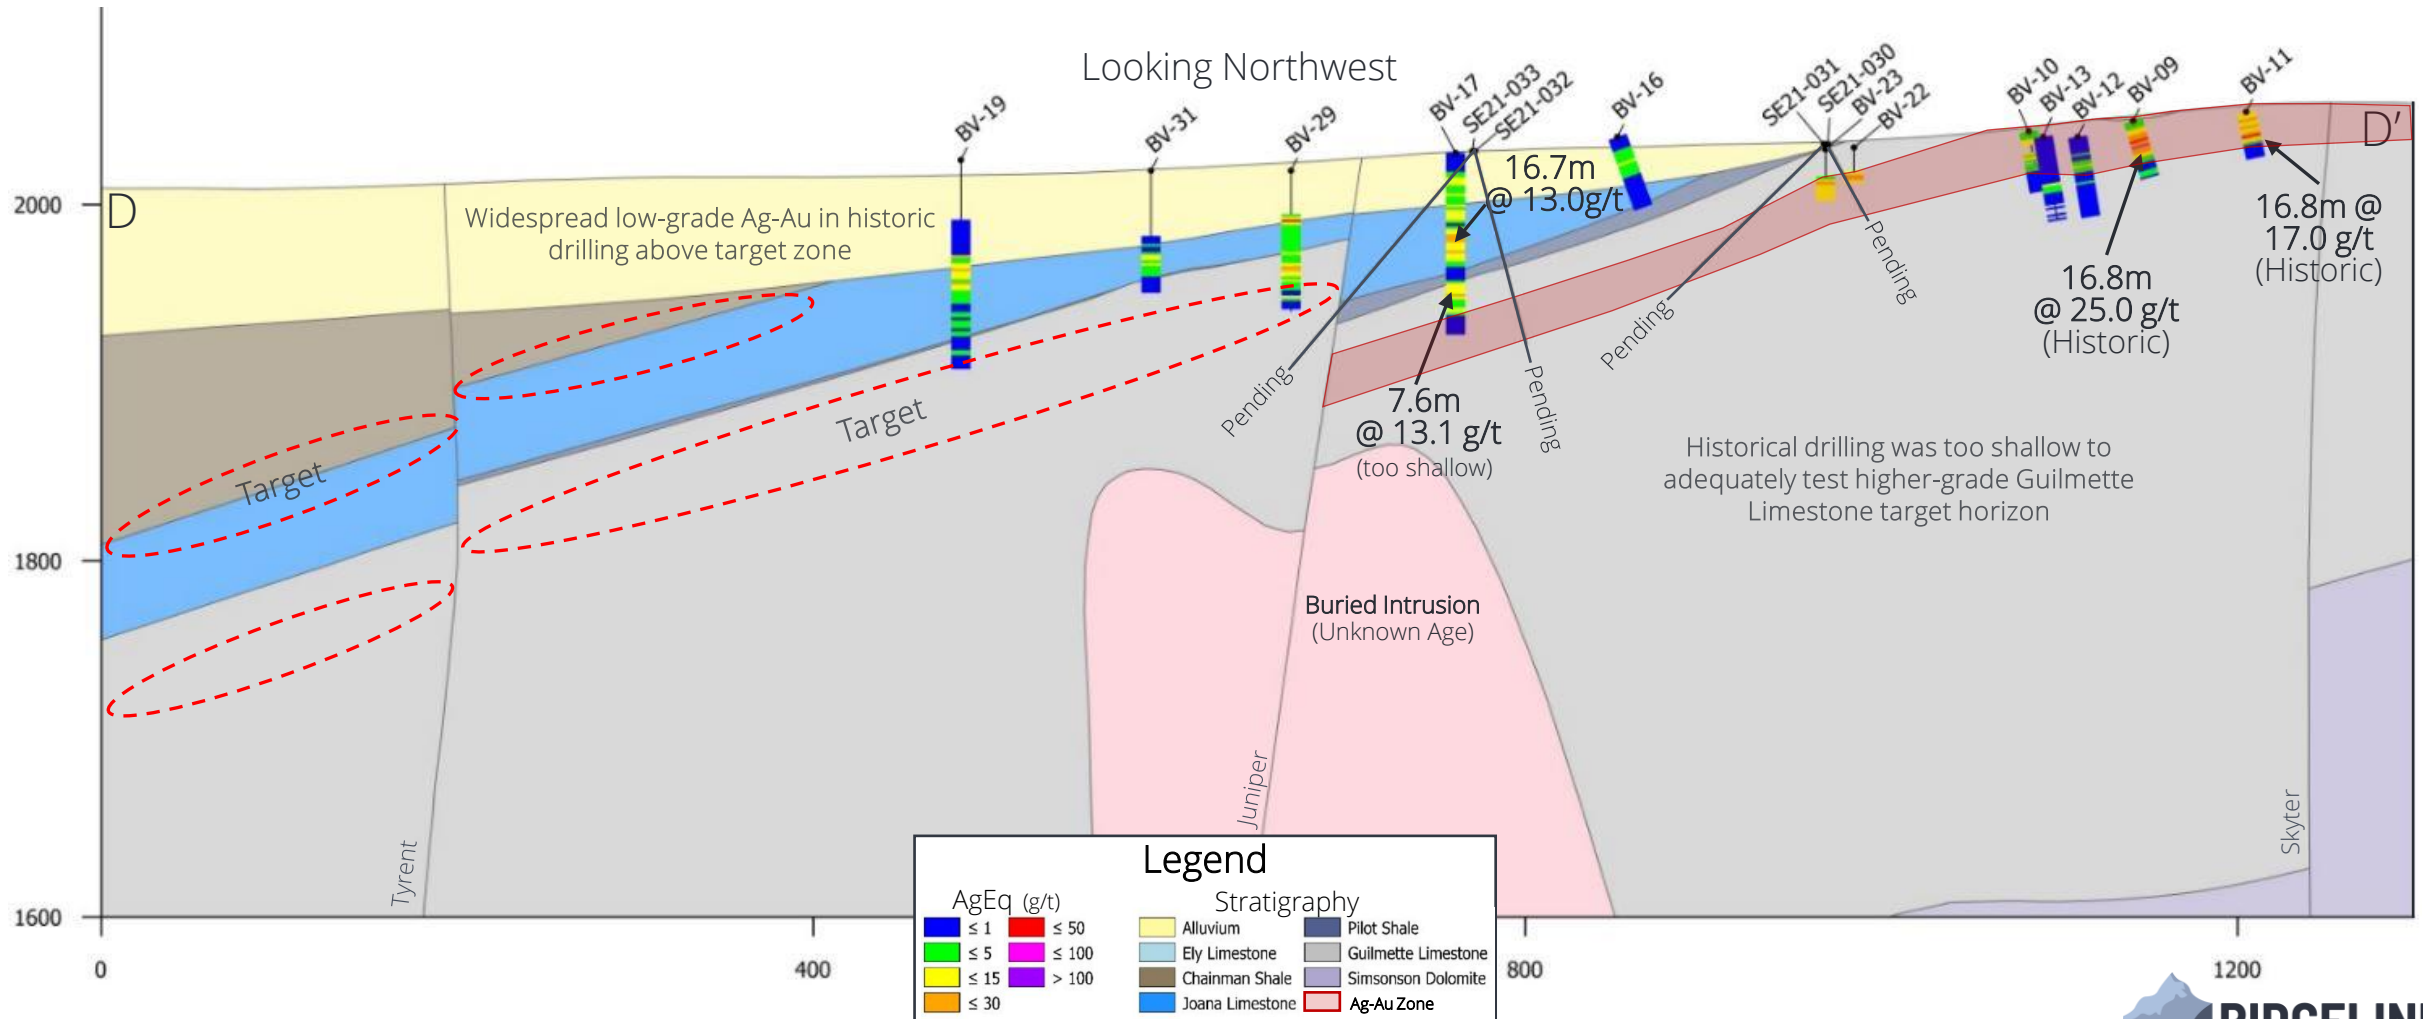 Looking Northwest
BV-19
BV-31
BV-29
BV-17
SE21-033
SE21-032
BV-16
SE21-031
SE21-030
BV-23
BV-22
BV-10
BV-13
BV-12
BV-09
BV-11
D
D'
2000
1800
1600
0
400
800
1200
Widespread low-grade Ag-Au in historic
drilling above target zone
16.7m
@ 13.0g/t
16.8m @
17.0 g/t
(Historic)
16.8m
@ 25.0 g/t
(Historic)
Pending
Pending
Pending
Pending
7.6m
@ 13.1 g/t
(too shallow)
Target
Target
Historical drilling was too shallow to
adequately test higher-grade Guilmette
Limestone target horizon
Buried Intrusion
(Unknown Age)
Tyrent
Juniper
Skyter
Legend
AgEq (g/t)
≤ 1
≤ 5
≤ 15
≤ 30
≤ 50
≤ 100
> 100
Stratigraphy
Alluvium
Ely Limestone
Chainman Shale
Joana Limestone
Pilot Shale
Guilmette Limestone
Simsonson Dolomite
Ag-Au Zone